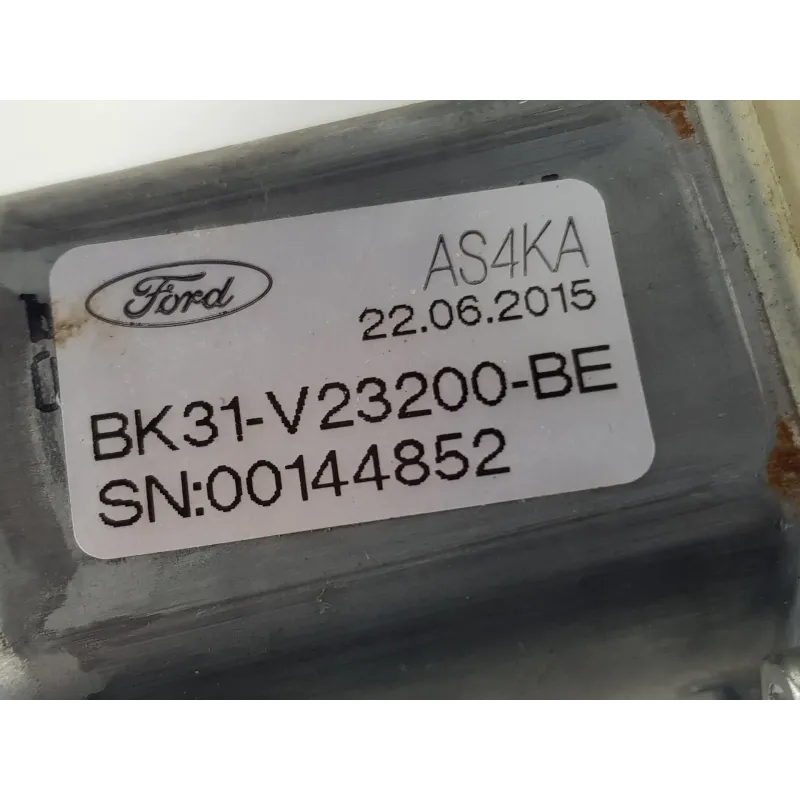 Ford
AS4KA
22.06.2015
BK31-V23200-BE
SN:00144852